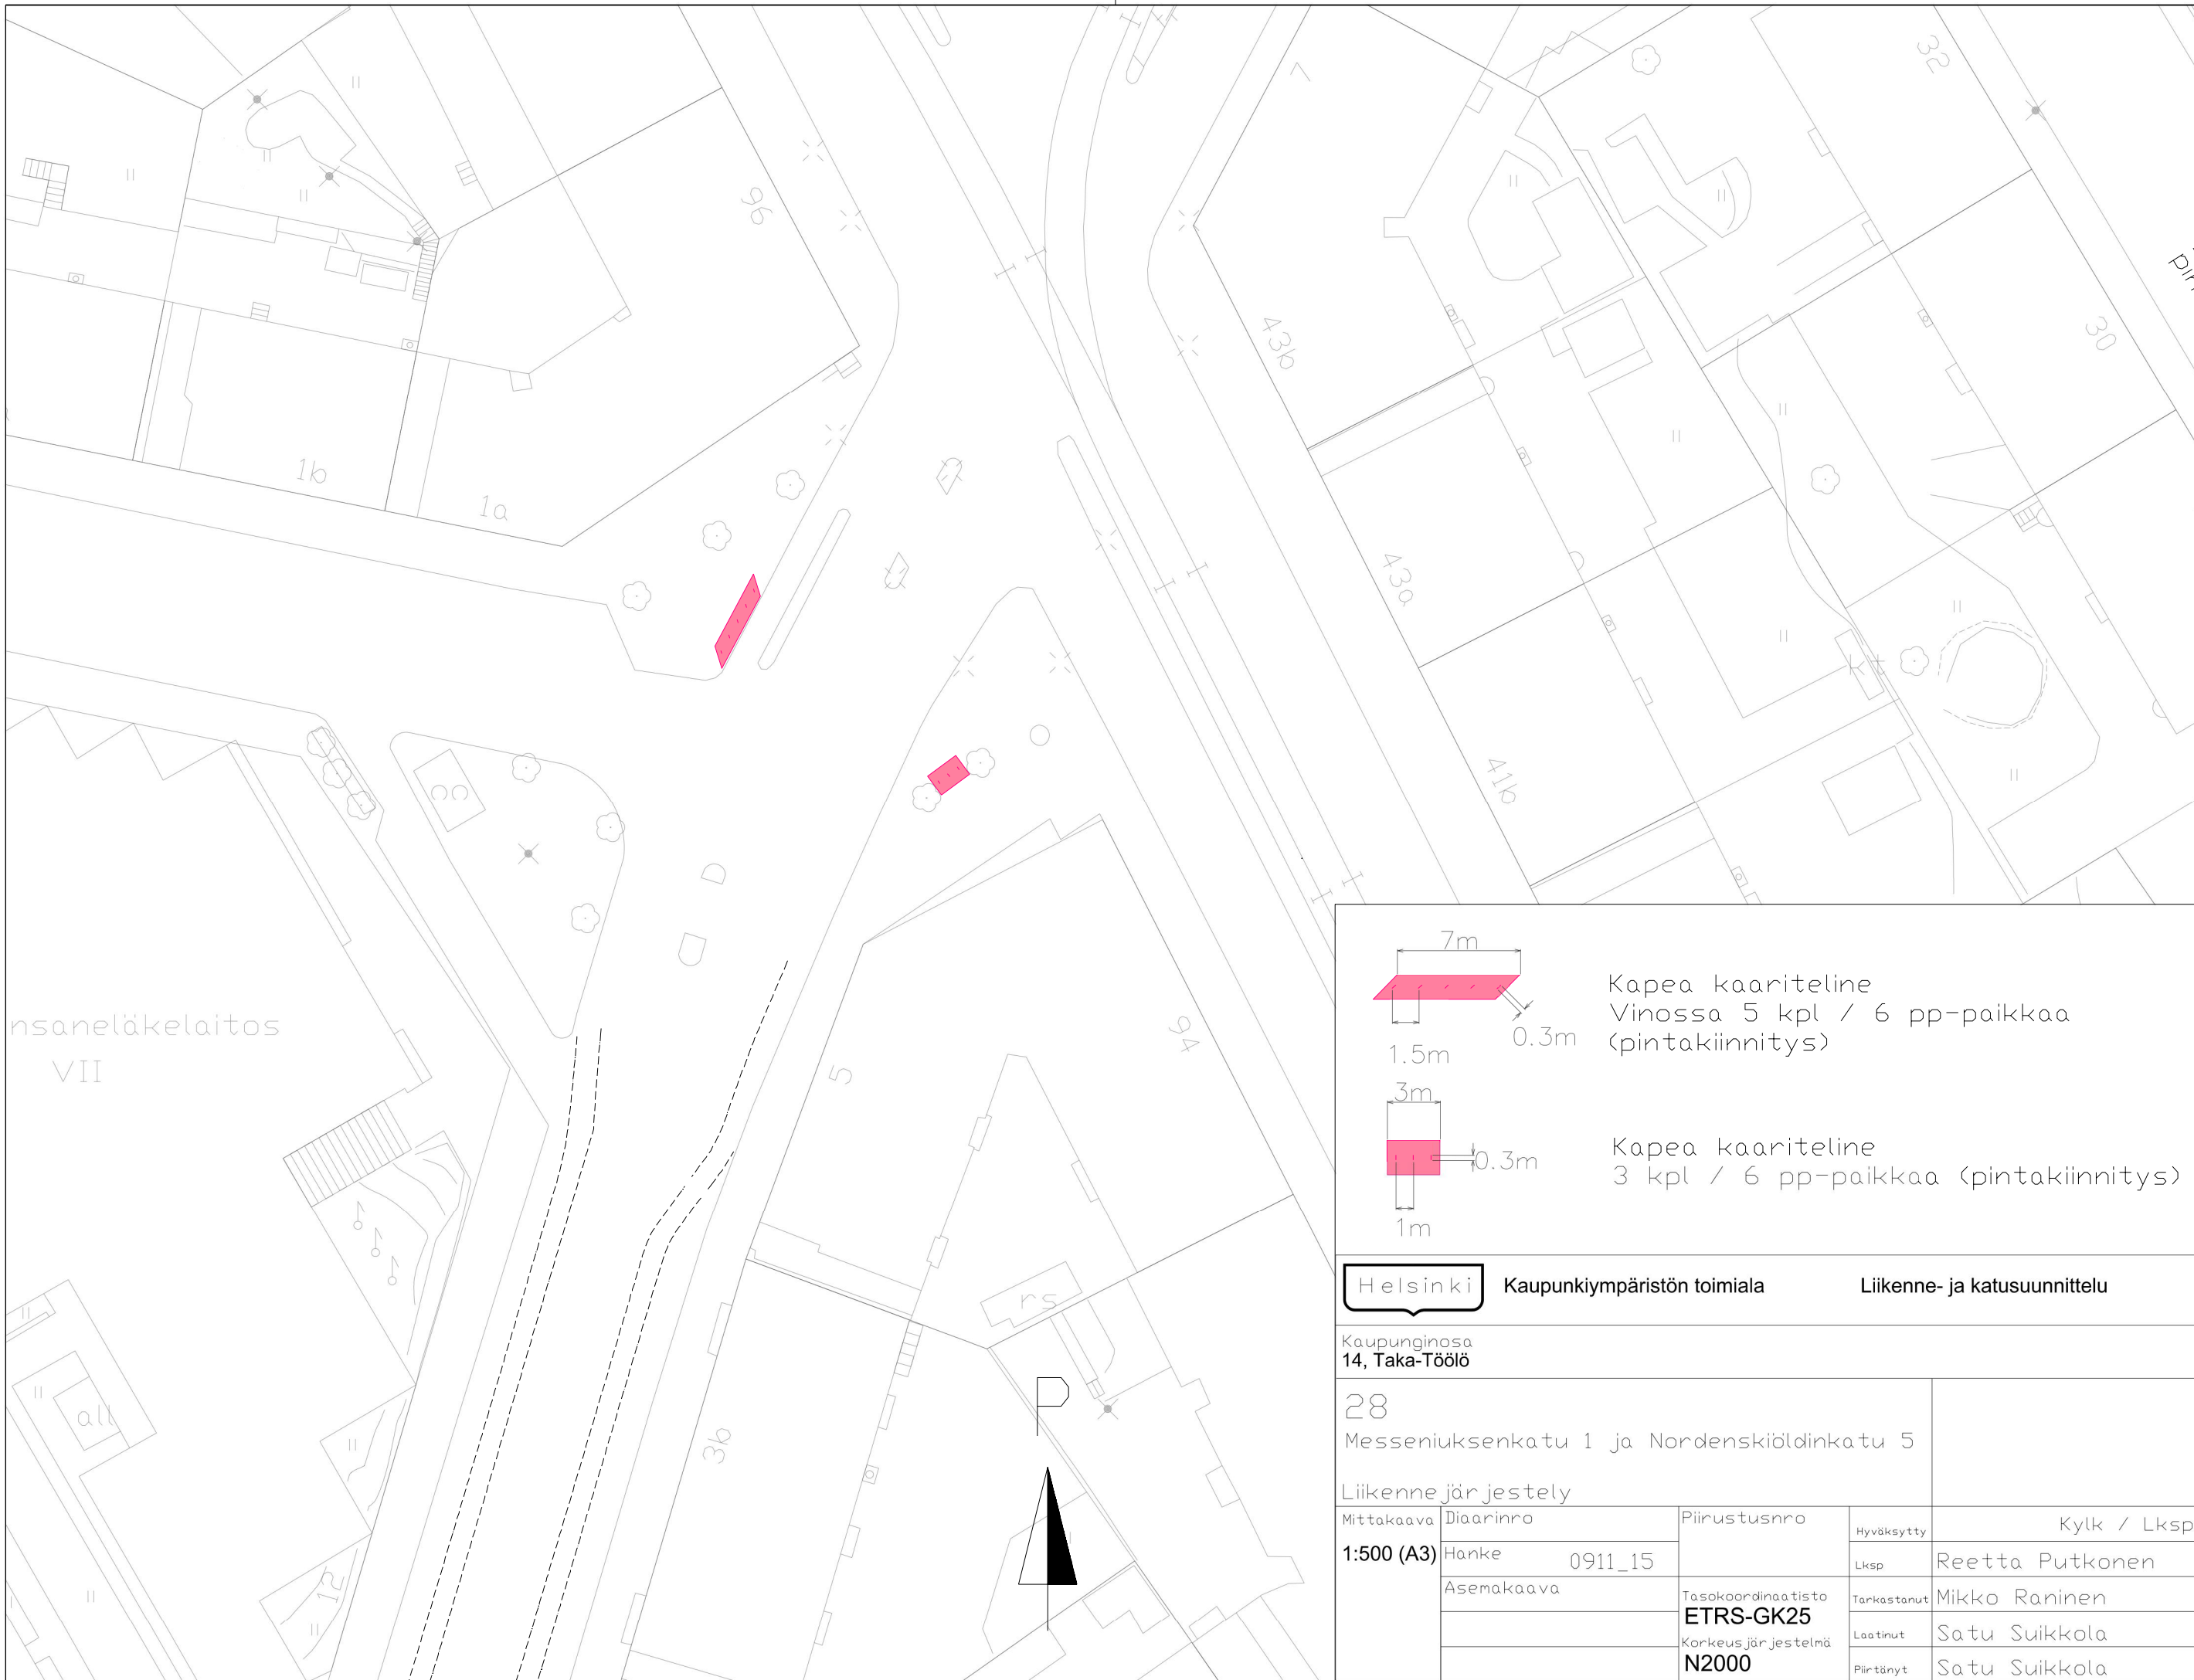 7
32
96
30
43b
1b
1a
43a
kt
41b
nsaneläkelaitos
VII
5
94
rs
all
3b
12
P
7m
1.5m
0.3m
Kapea kaariteline
Vinossa 5 kpl / 6 pp-paikkaa
(pintakiinnitys)
3m
0.3m
1m
Kapea kaariteline
3 kpl / 6 pp-paikkaa (pintakiinnitys)
Helsinki Kaupunkiympäristön toimiala Liikenne- ja katusuunnittelu
Kaupunginosa
14, Taka-Töölö
28
Messeniuksenkatu 1 ja Nordenskiöldinkatu 5
Liikennejärjestely
Mittakaava
1:500 (A3)
Diaarinro
Hanke 0911_15
Asemakaava
Piirustusnro
Tasokoordinaatisto
ETRS-GK25
Korkeusjärjestelmä
N2000
Hyväksytty Kylk / Lksp
Lksp Reetta Putkonen
Tarkastanut Mikko Raninen
Laatinut Satu Suikkola
Piirtänyt Satu Suikkola